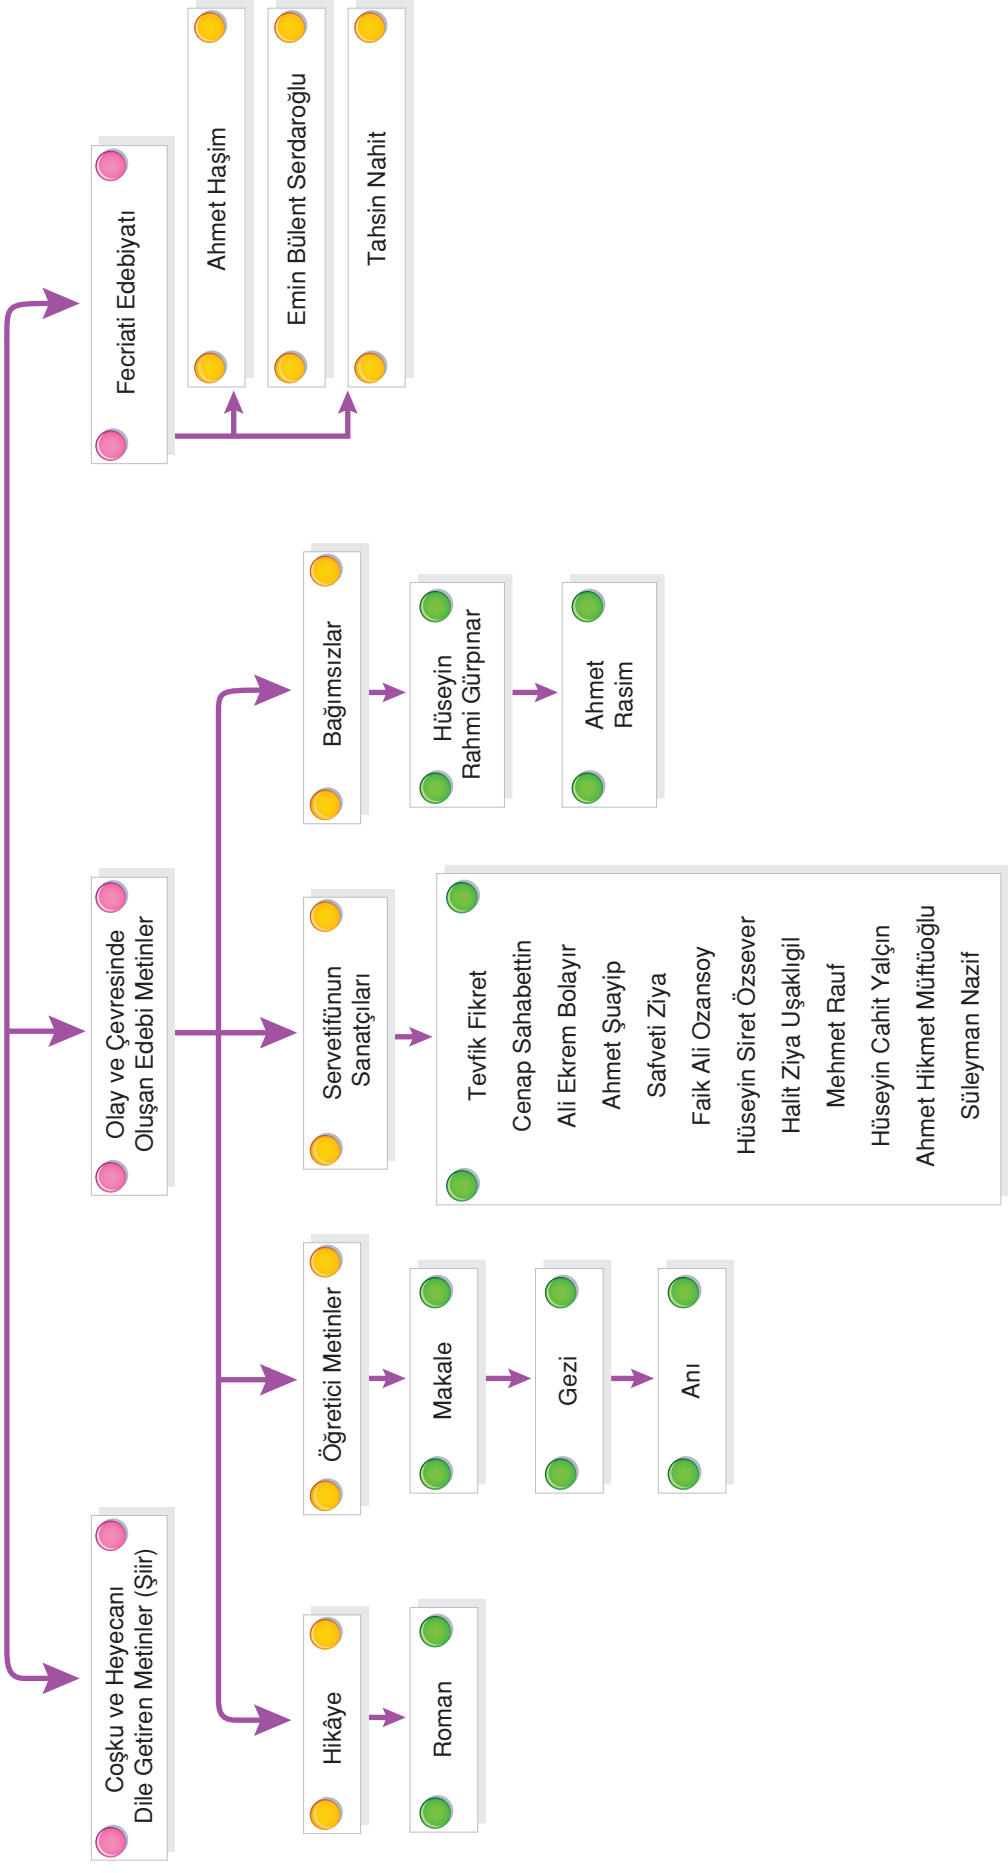 Coşku ve Heyecanı
Dile Getiren Metinler (Şiir)
Olay ve Çevresinde
Oluşan Edebi Metinler
Fecriati Edebiyatı
Hikâye
Roman
Öğretici Metinler
Makale
Gezi
Anı
Servetifünun
Sanatçıları
Tevfik Fikret
Cenap Sahabettin
Ali Ekrem Bolayır
Ahmet Şuayip
Safveti Ziya
Faik Ali Ozansoy
Hüseyin Siret Özsever
Halit Ziya Uşaklıgil
Mehmet Rauf
Hüseyin Cahit Yalçın
Ahmet Hikmet Müftüoğlu
Süleyman Nazif
Bağımsızlar
Hüseyin
Rahmi Gürpınar
Ahmet
Rasim
Ahmet Haşim
Emin Bülent Serdaroğlu
Tahsin Nahit